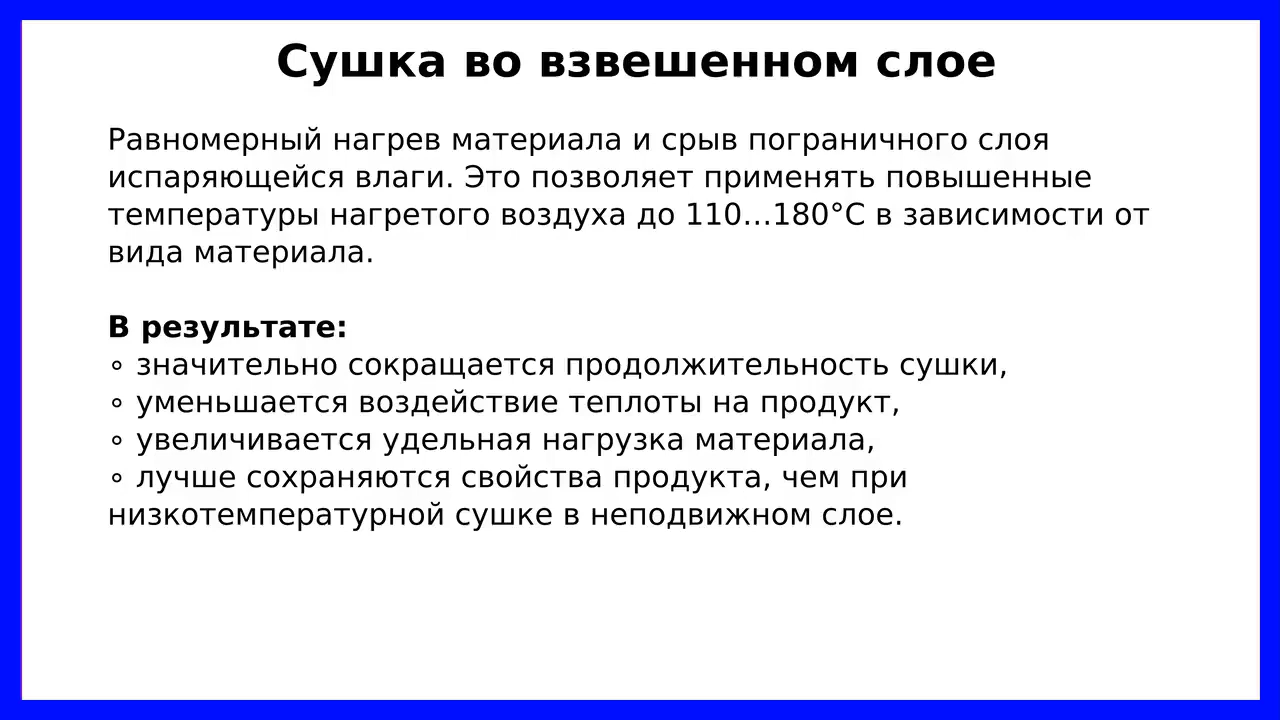 Сушка во взвешенном слое
Равномерный нагрев материала и срыв пограничного слоя
испаряющейся влаги. Это позволяет применять повышенные
температуры нагретого воздуха до 110…180°С в зависимости от
вида материала.
В результате:
∘ значительно сокращается продолжительность сушки,
∘ уменьшается воздействие теплоты на продукт,
∘ увеличивается удельная нагрузка материала,
∘ лучше сохраняются свойства продукта, чем при
низкотемпературной сушке в неподвижном слое.